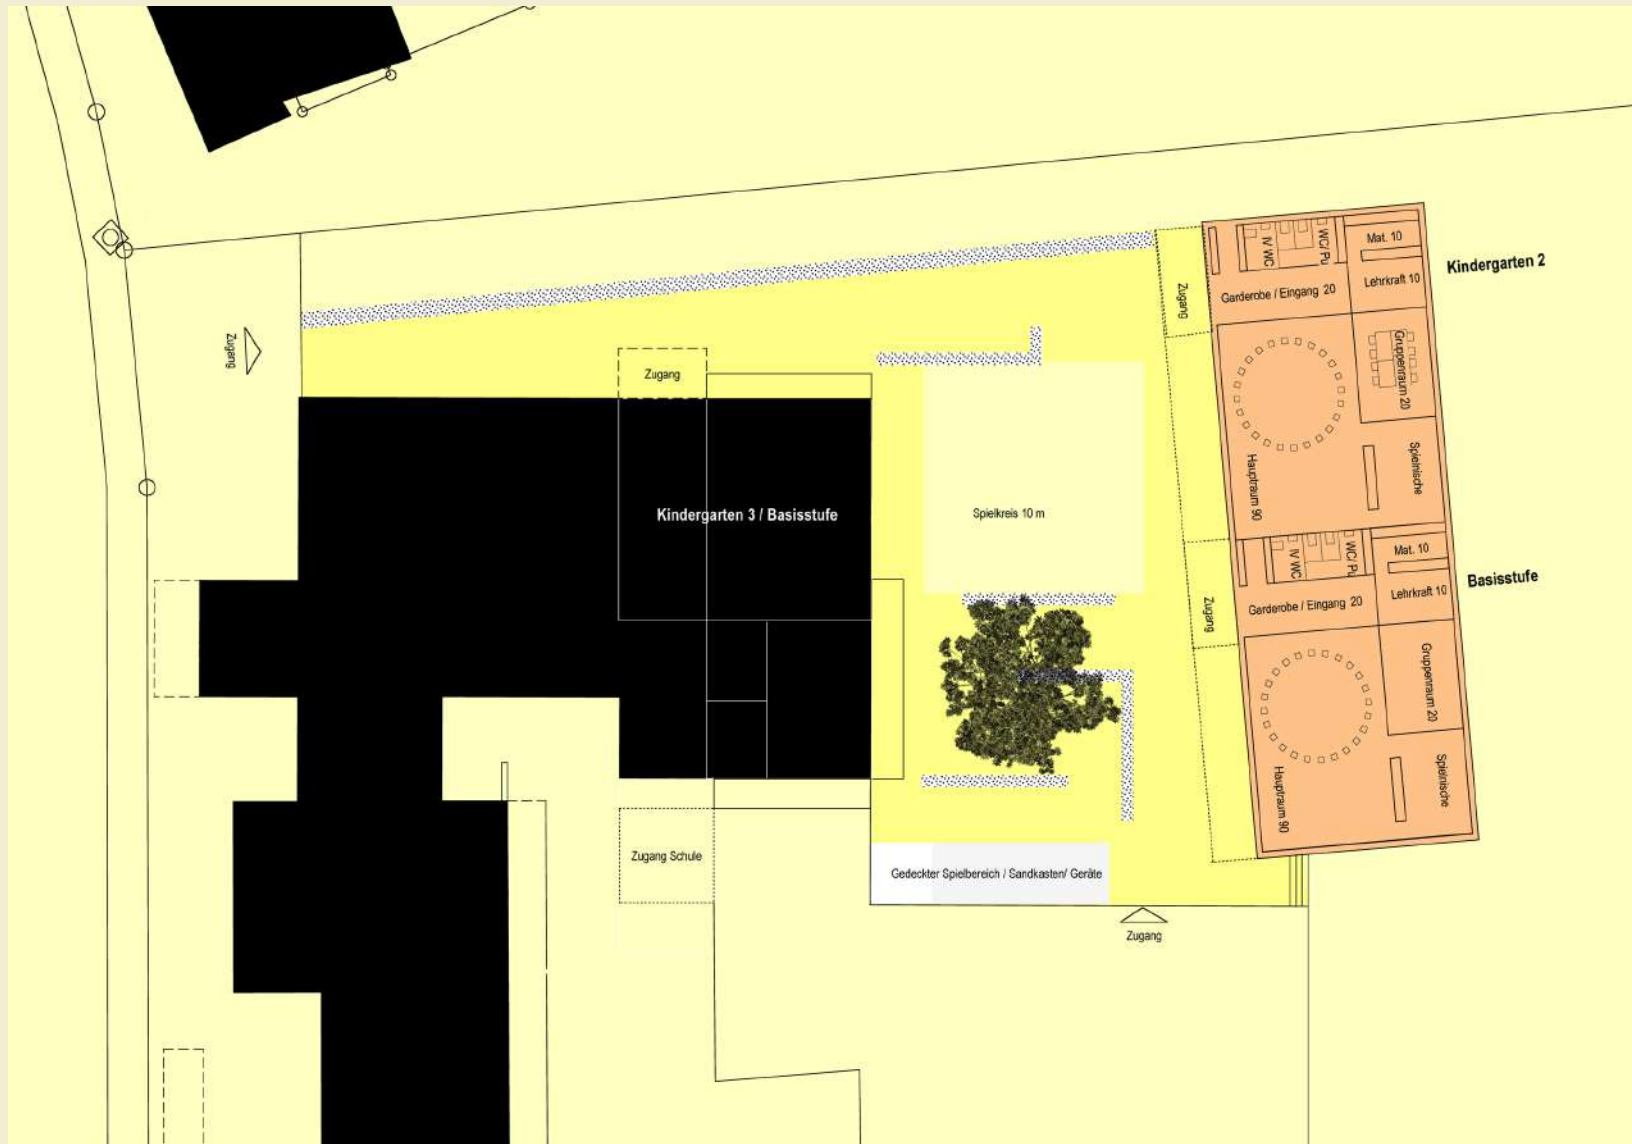 IV WC
WC/ Pu
Mat. 10
Kindergarten 2
Lehrkraft 10
Garderobe / Eingang 20
Zugang
Zugang
Gruppenraum 20
Zugang
Hauptraum 90
Spielnische
Kindergarten 3 / Basisstufe
Spielkreis 10 m
IV WC
WC/ Pu
Mat. 10
Basisstufe
Lehrkraft 10
Garderobe / Eingang 20
Zugang
Gruppenraum 20
Hauptraum 90
Spielnische
Zugang Schule
Gedeckter Spielbereich / Sandkasten/ Geräte
Zugang